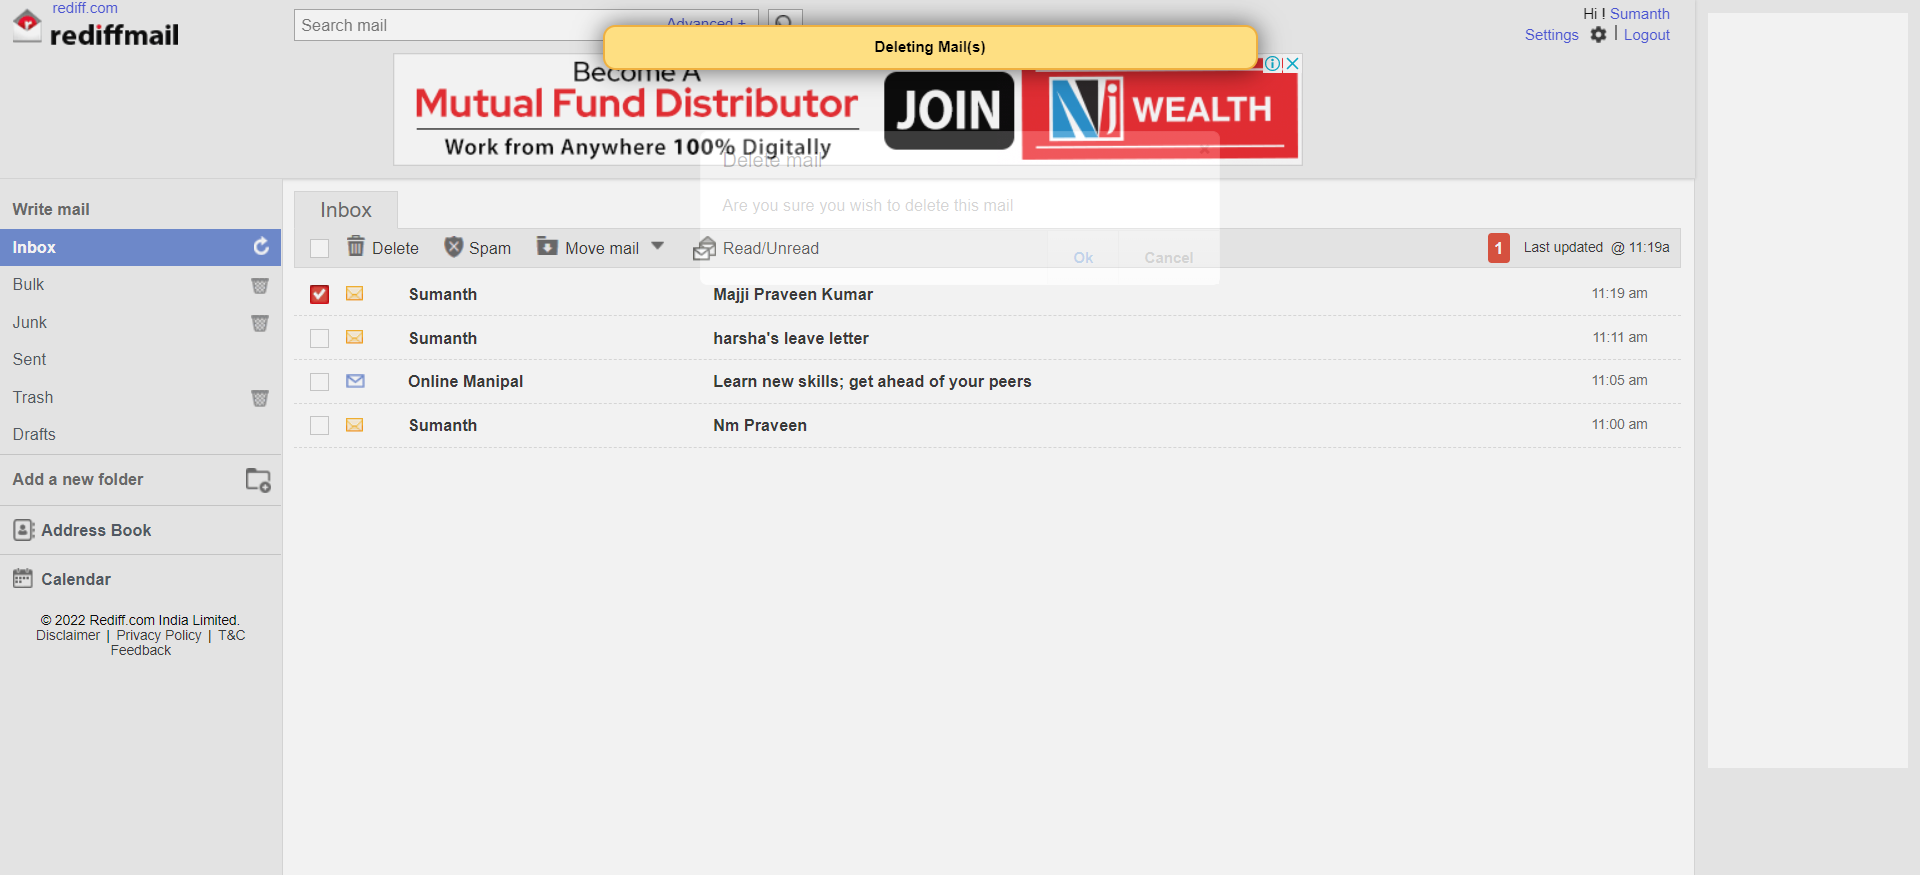 rediff.com
rediffmail
Search mail
Advanced +
Deleting Mail(s)
Hi ! Sumanth
Settings | Logout
Become A
Mutual Fund Distributor
Work from Anywhere 100% Digitally
JOIN
Nj WEALTH
Delete mail
Are you sure you wish to delete this mail
Ok Cancel
Write mail
Inbox
Bulk
Junk
Sent
Trash
Drafts
Add a new folder
Address Book
Calendar
© 2022 Rediff.com India Limited.
Disclaimer | Privacy Policy | T&C
Feedback
Inbox
Delete Spam Move mail Read/Unread 1 Last updated @ 11:19a
Sumanth Majji Praveen Kumar 11:19 am
Sumanth harsha's leave letter 11:11 am
Online Manipal Learn new skills; get ahead of your peers 11:05 am
Sumanth Nm Praveen 11:00 am